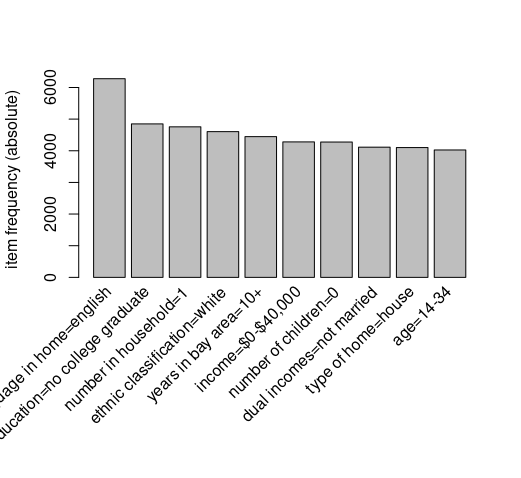 item frequency (absolute)
6000
4000
2000
0
uage in home=english
ducation=no college graduate
number in household=1
ethnic classification=white
years in bay area=10+
income=$0-$40,000
number of children=0
dual incomes=not married
type of home=house
age=14-34